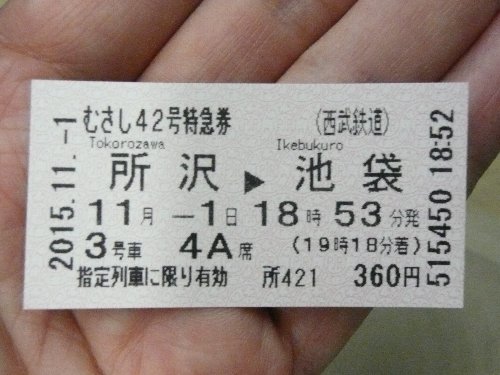 むさし42号特急券 (西武鉄道)
Tokorozawa Ikebukuro
所沢 ▶ 池袋
11月-1日 18時53分発
3号車 4A席 (19時18分着)
指定列車に限り有効 所421 360円
2015.11.-1
515450 18:52